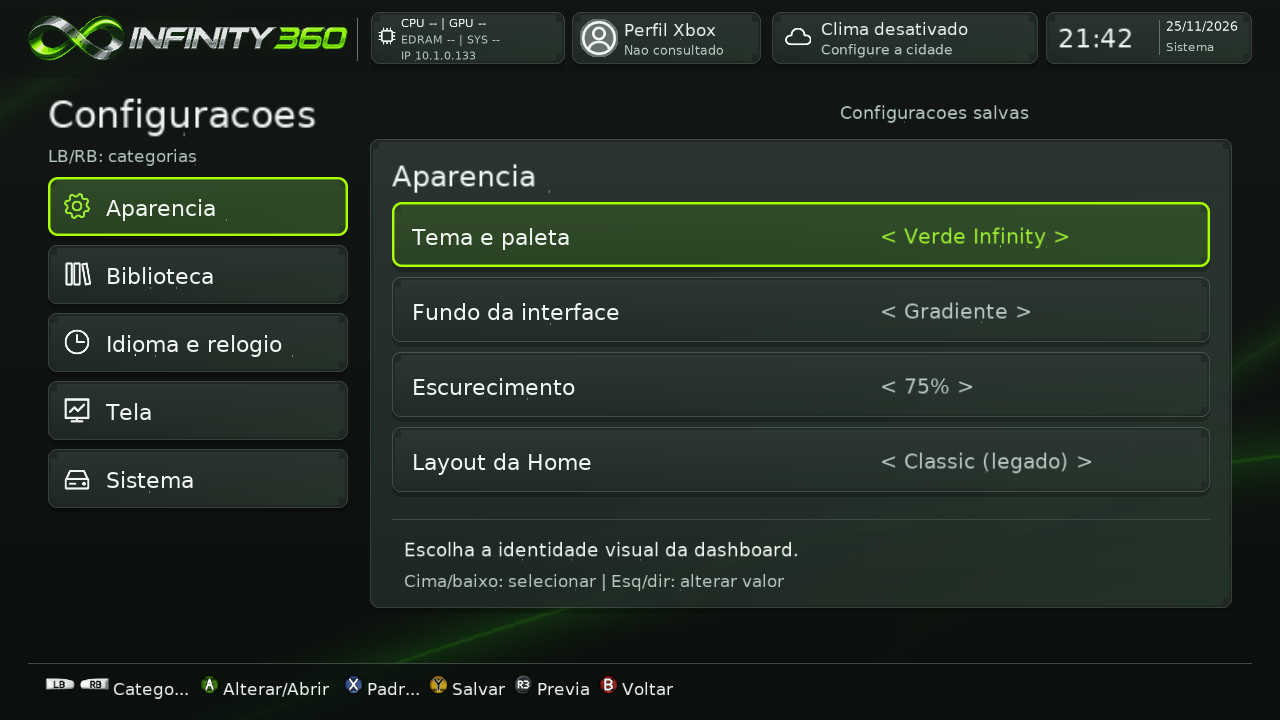 INFINITY 360
CPU -- | GPU --
EDRAM -- | SYS --
IP 10.1.0.133
Perfil Xbox
Nao consultado
Clima desativado
Configure a cidade
21:42
25/11/2026
Sistema
Configuracoes
Configuracoes salvas
LB/RB: categorias
Aparencia
Biblioteca
Idioma e relogio
Tela
Sistema
Aparencia
Tema e paleta < Verde Infinity >
Fundo da interface < Gradiente >
Escurecimento < 75% >
Layout da Home < Classic (legado) >
Escolha a identidade visual da dashboard.
Cima/baixo: selecionar | Esq/dir: alterar valor
LB R3 Catego... A Alterar/Abrir X Padr... Y Salvar R3 Previa B Voltar